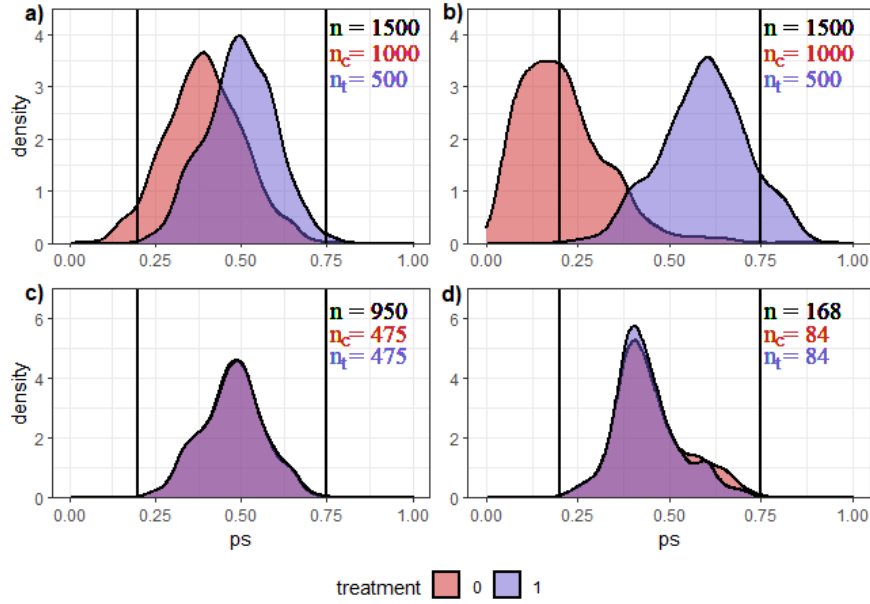 a)
n = 1500
nc= 1000
nt= 500
density
4
3
2
1
0
0.00 0.25 0.50 0.75 1.00
b)
n = 1500
nc= 1000
nt= 500
4
3
2
1
0
0.00 0.25 0.50 0.75 1.00
c)
n = 950
nc= 475
nt= 475
density
6
4
2
0
0.00 0.25 0.50 0.75 1.00
ps
d)
n = 168
nc= 84
nt= 84
6
4
2
0
0.00 0.25 0.50 0.75 1.00
ps
treatment 0 1